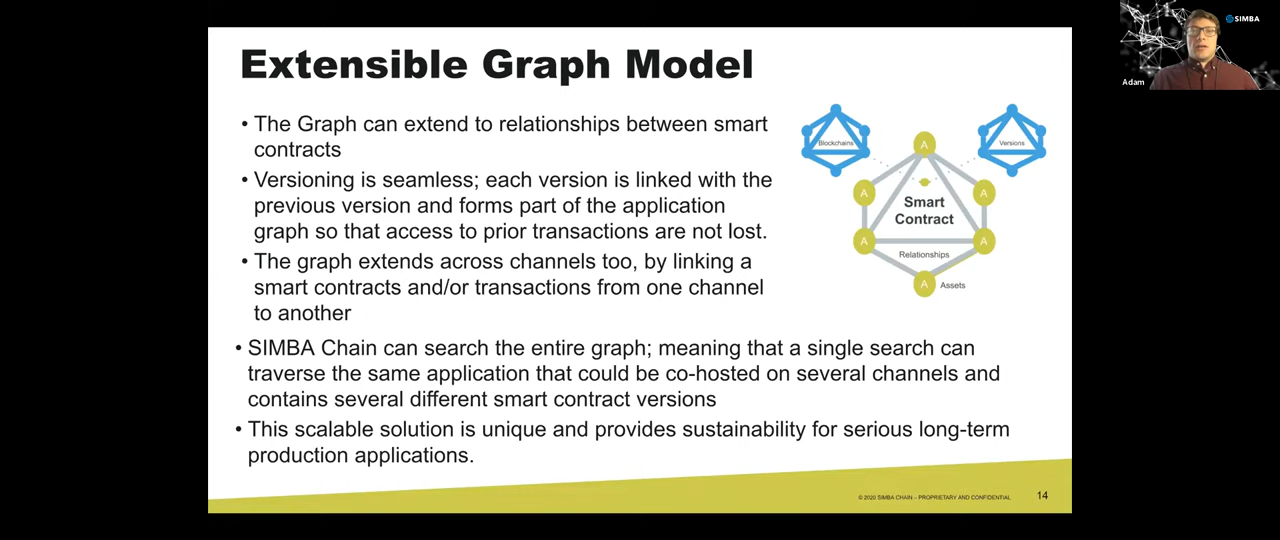 Extensible Graph Model
• The Graph can extend to relationships between smart
contracts
• Versioning is seamless; each version is linked with the
previous version and forms part of the application
graph so that access to prior transactions are not lost.
• The graph extends across channels too, by linking a
smart contracts and/or transactions from one channel
to another
• SIMBA Chain can search the entire graph; meaning that a single search can
traverse the same application that could be co-hosted on several channels and
contains several different smart contract versions
• This scalable solution is unique and provides sustainability for serious long-term
production applications.
Blockchains
Versions
A
A
A
Smart
Contract
A
A
Relationships
A
Assets
© 2020 SIMBA CHAIN – PROPRIETARY AND CONFIDENTIAL
14
SIMBA
Adam